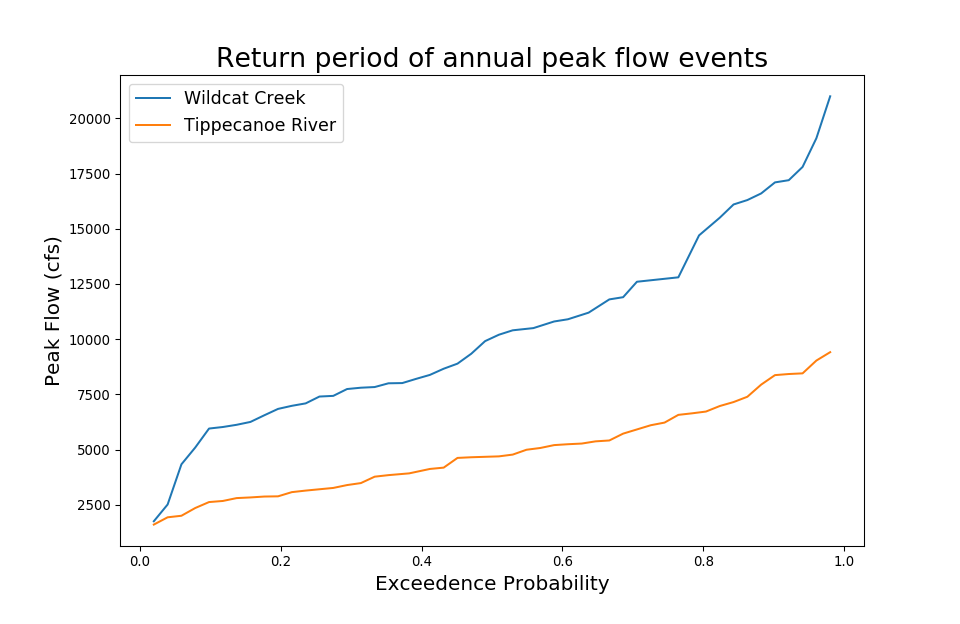 Return period of annual peak flow events
Wildcat Creek
Tippecanoe River
Peak Flow (cfs)
20000
17500
15000
12500
10000
7500
5000
2500
0.0 0.2 0.4 0.6 0.8 1.0
Exceedence Probability